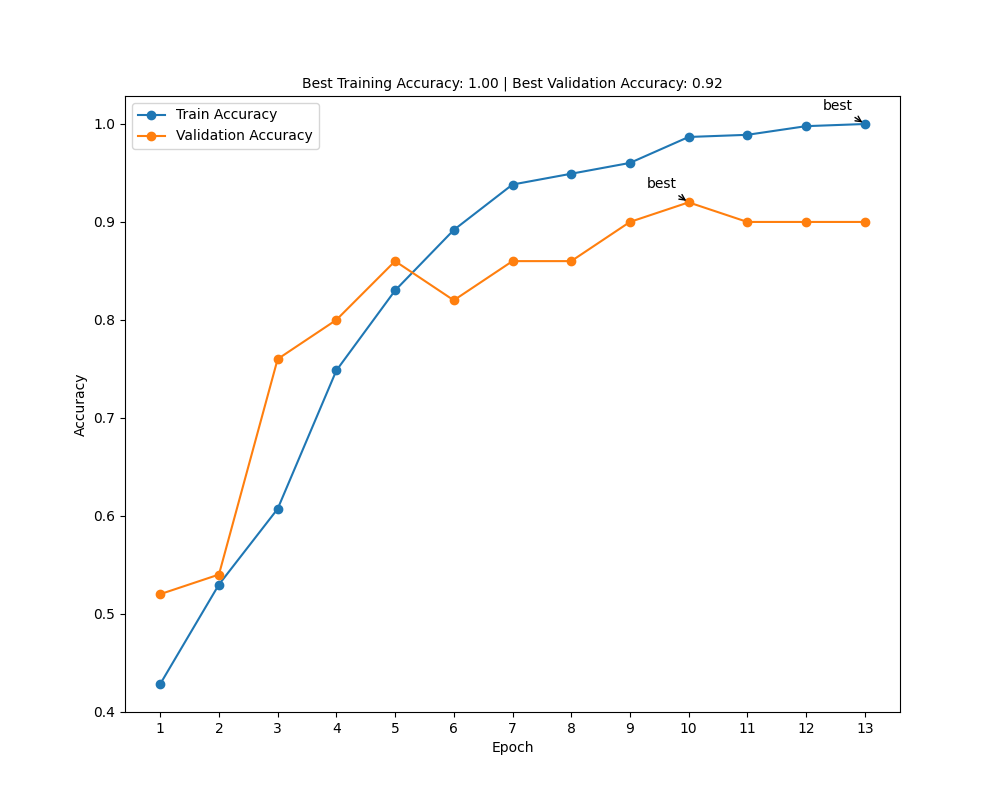 Best Training Accuracy: 1.00 | Best Validation Accuracy: 0.92
Train Accuracy
Validation Accuracy
best
best
1.0
0.9
0.8
0.7
0.6
0.5
0.4
Accuracy
1 2 3 4 5 6 7 8 9 10 11 12 13
Epoch